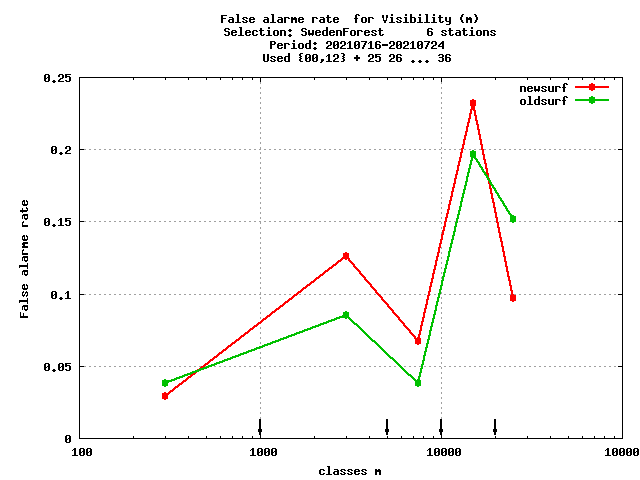 False alarme rate  for Visibility (m)
Selection: SwedenForest      6 stations
Period: 20210716-20210724
Used {00,12} + 25 26 ... 36
newsurf
oldsurf
0.25
0.2
0.15
0.1
0.05
0
False alarme rate
100 1000 10000 10000
classes m